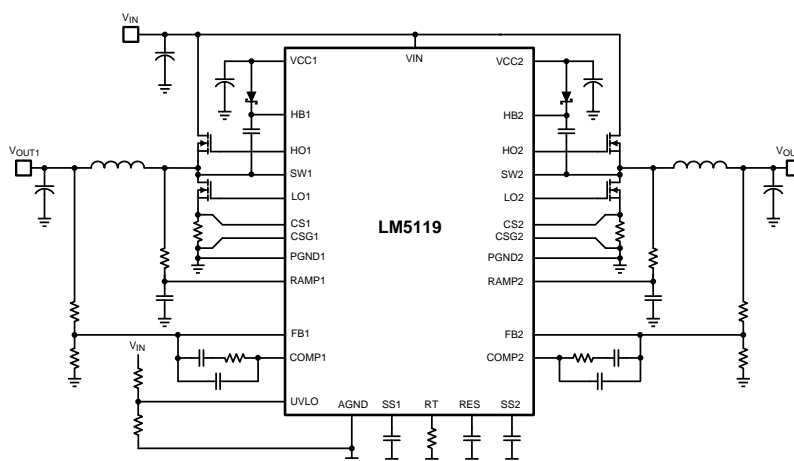 VIN
VCC1
VIN
VCC2
HB1
HB2
HO1
HO2
VOUT1
VOU
SW1
SW2
LO1
LO2
CS1
LM5119
CS2
CSG1
CSG2
PGND1
PGND2
RAMP1
RAMP2
FB1
FB2
VIN
COMP1
COMP2
UVLO
AGND
SS1
RT
RES
SS2